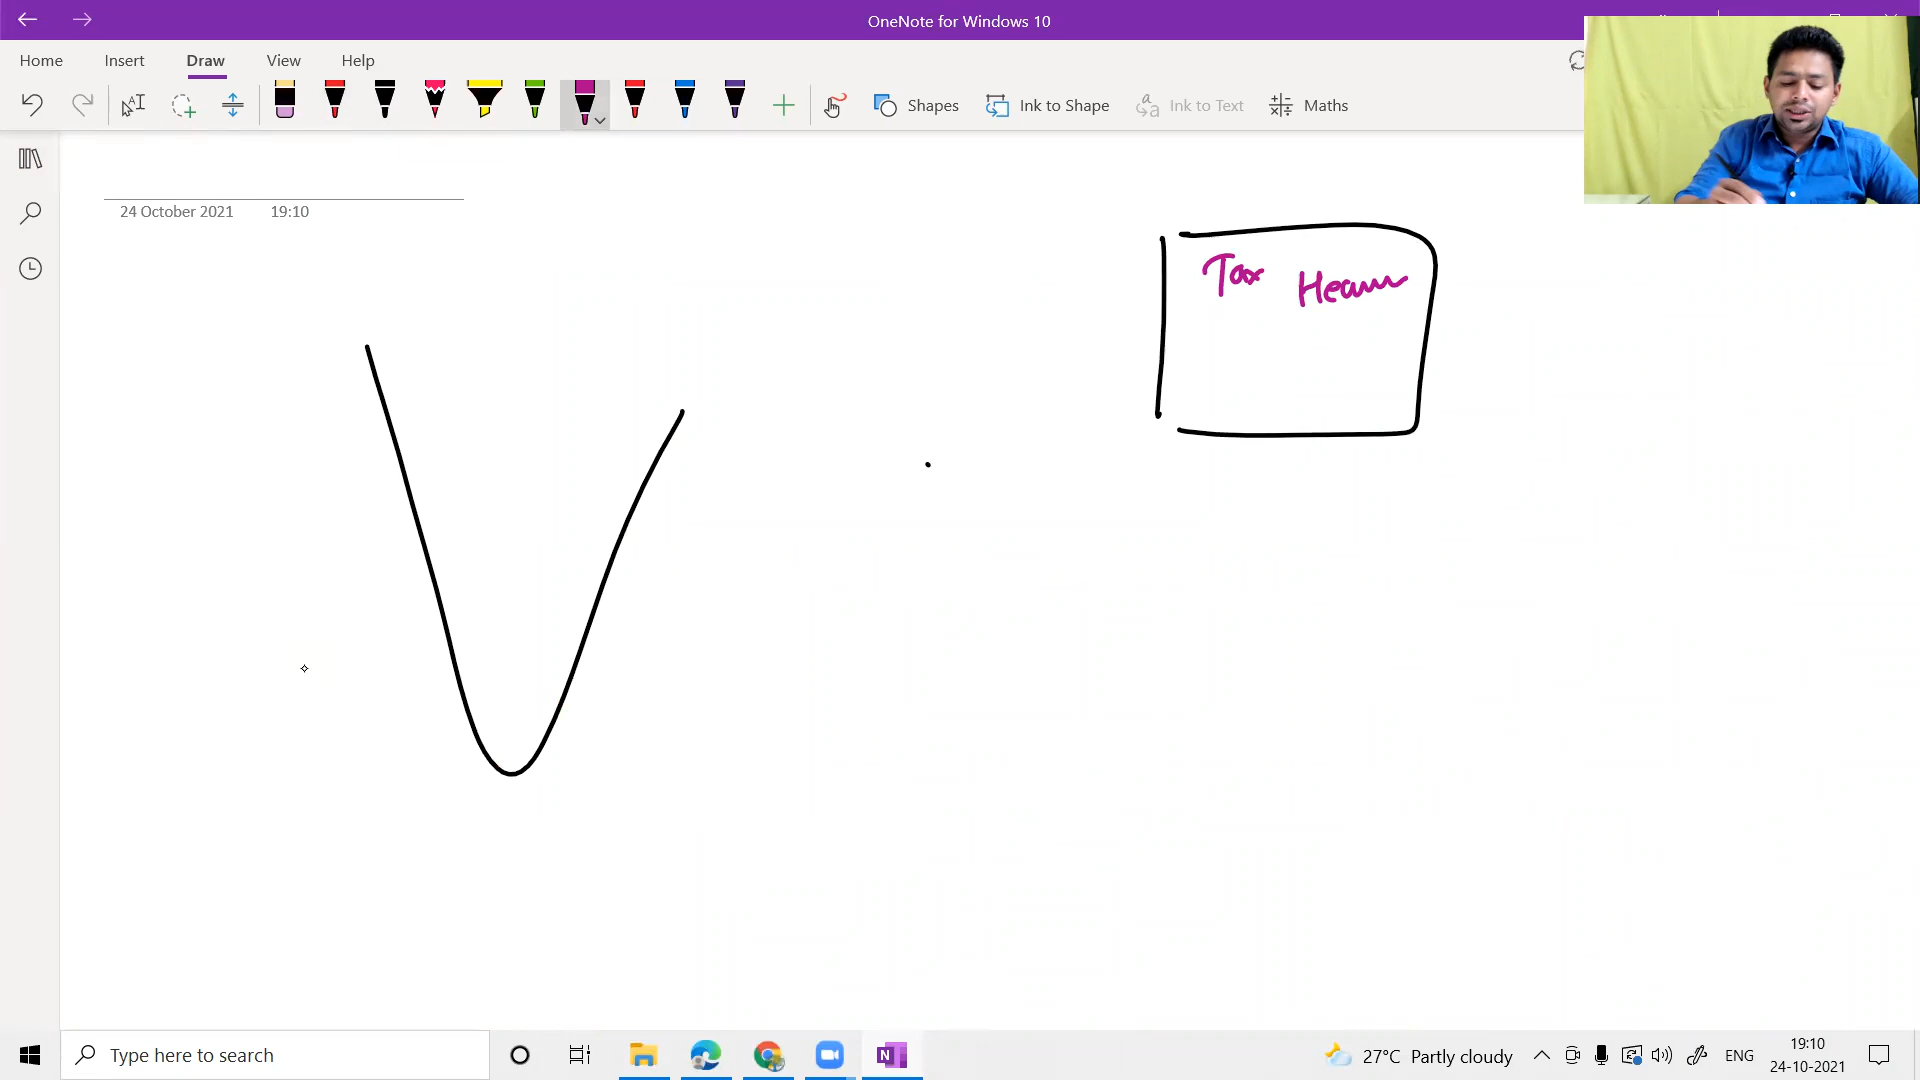 OneNote for Windows 10
Home Insert Draw View Help
Shapes Ink to Shape Ink to Text Maths
24 October 2021 19:10
Tax
Type here to search
27°C Partly cloudy ENG 19:10
24-10-2021